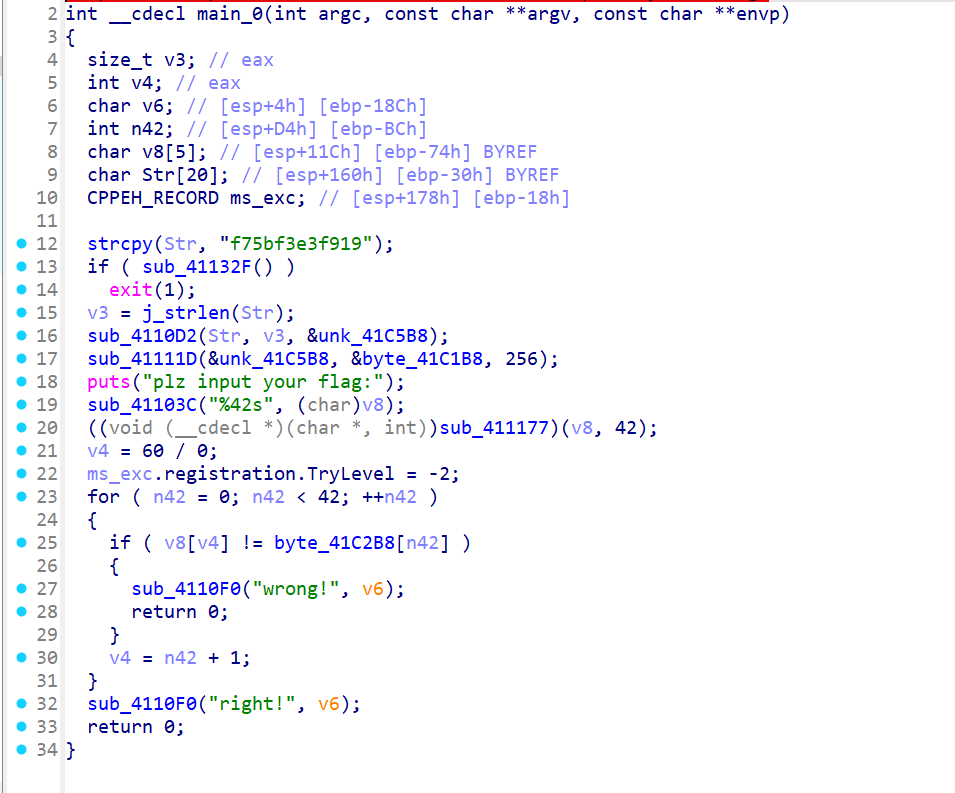 2 int __cdecl main_0(int argc, const char **argv, const char **envp)
3 {
4   size_t v3; // eax
5   int v4; // eax
6   char v6; // [esp+4h] [ebp-18Ch]
7   int n42; // [esp+D4h] [ebp-BCh]
8   char v8[5]; // [esp+11Ch] [ebp-74h] BYREF
9   char Str[20]; // [esp+160h] [ebp-30h] BYREF
10   CPPEH_RECORD ms_exc; // [esp+178h] [ebp-18h]
11
12   strcpy(Str, "f75bf3e3f919");
13   if ( sub_41132F() )
14     exit(1);
15   v3 = j_strlen(Str);
16   sub_4110D2(Str, v3, &unk_41C5B8);
17   sub_41111D(&unk_41C5B8, &byte_41C1B8, 256);
18   puts("plz input your flag:");
19   sub_41103C("%42s", (char)v8);
20   ((void (__cdecl *)(char *, int))sub_411177)(v8, 42);
21   v4 = 60 / 0;
22   ms_exc.registration.TryLevel = -2;
23   for ( n42 = 0; n42 < 42; ++n42 )
24   {
25     if ( v8[v4] != byte_41C2B8[n42] )
26     {
27       sub_4110F0("wrong!", v6);
28       return 0;
29     }
30     v4 = n42 + 1;
31   }
32   sub_4110F0("right!", v6);
33   return 0;
34 }